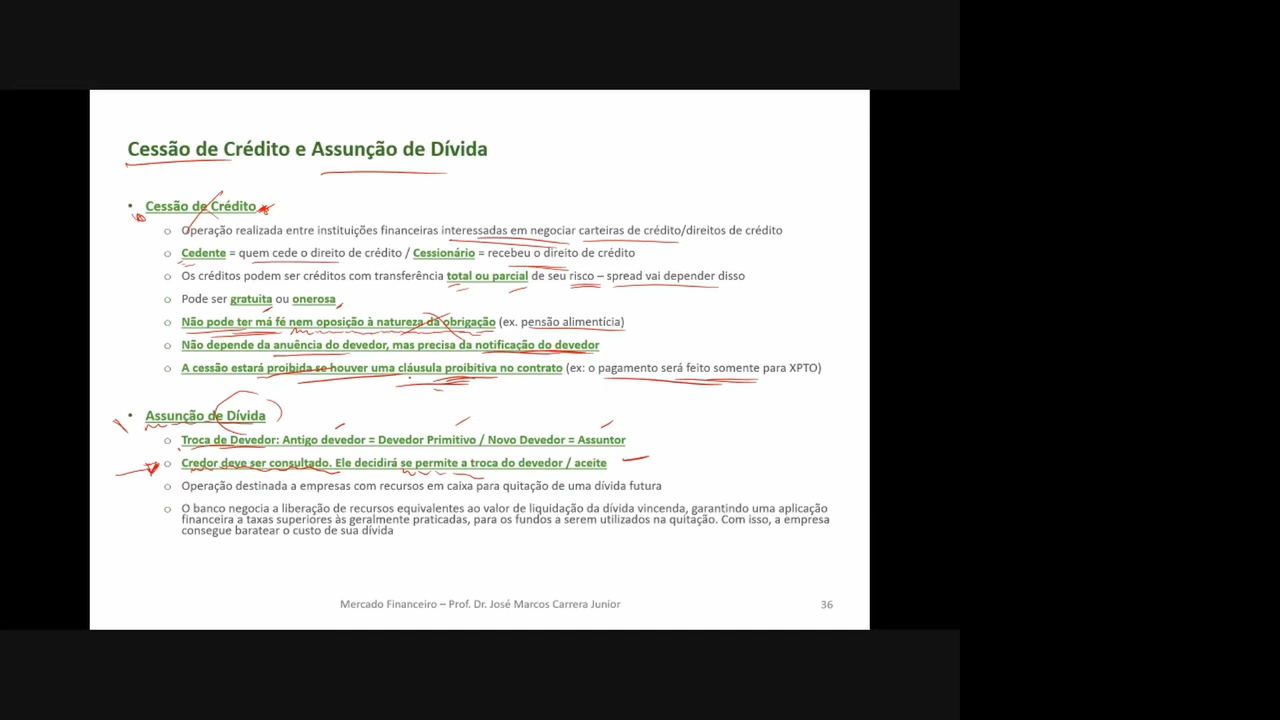 Cessão de Crédito e Assunção de Dívida
• Cessão de Crédito
o Operação realizada entre instituições financeiras interessadas em negociar carteiras de crédito/direitos de crédito
o Cedente = quem cede o direito de crédito / Cessionário = recebeu o direito de crédito
o Os créditos podem ser créditos com transferência total ou parcial de seu risco – spread vai depender disso
o Pode ser gratuita ou onerosa
o Não pode ter má fé nem oposição à natureza da obrigação (ex. pensão alimentícia)
o Não depende da anuência do devedor, mas precisa da notificação do devedor
o A cessão estará proibida se houver uma cláusula proibitiva no contrato (ex: o pagamento será feito somente para XPTO)
• Assunção de Dívida
o Troca de Devedor: Antigo devedor = Devedor Primitivo / Novo Devedor = Assuntor
o Credor deve ser consultado. Ele decidirá se permite a troca do devedor / aceite
o Operação destinada a empresas com recursos em caixa para quitação de uma dívida futura
o O banco negocia a liberação de recursos equivalentes ao valor de liquidação da dívida vincenda, garantindo uma aplicação
financeira a taxas superiores às geralmente praticadas, para os fundos a serem utilizados na quitação. Com isso, a empresa
consegue baratear o custo de sua dívida
Mercado Financeiro – Prof. Dr. José Marcos Carrera Junior 36